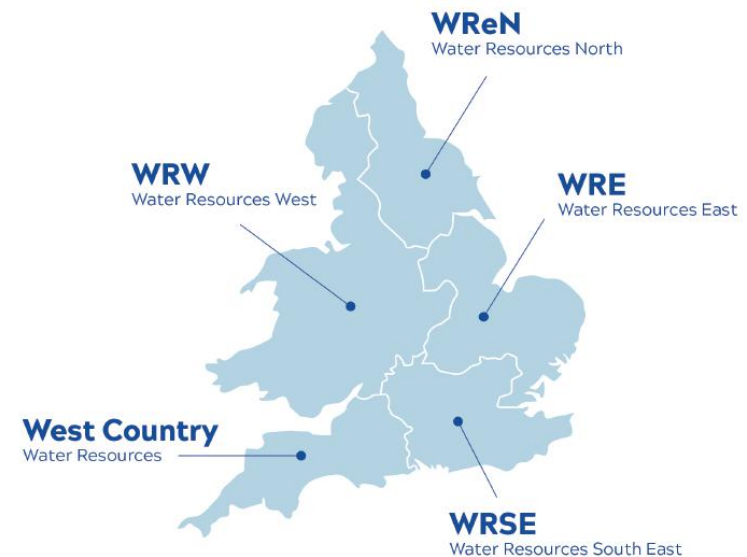 WReN
Water Resources North
WRW
Water Resources West
WRE
Water Resources East
West Country
Water Resources
WRSE
Water Resources South East